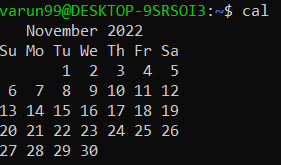 varun99@DESKTOP-9SRSOI3:~$ cal
   November 2022
Su Mo Tu We Th Fr Sa
       1  2  3  4  5
 6  7  8  9 10 11 12
13 14 15 16 17 18 19
20 21 22 23 24 25 26
27 28 29 30